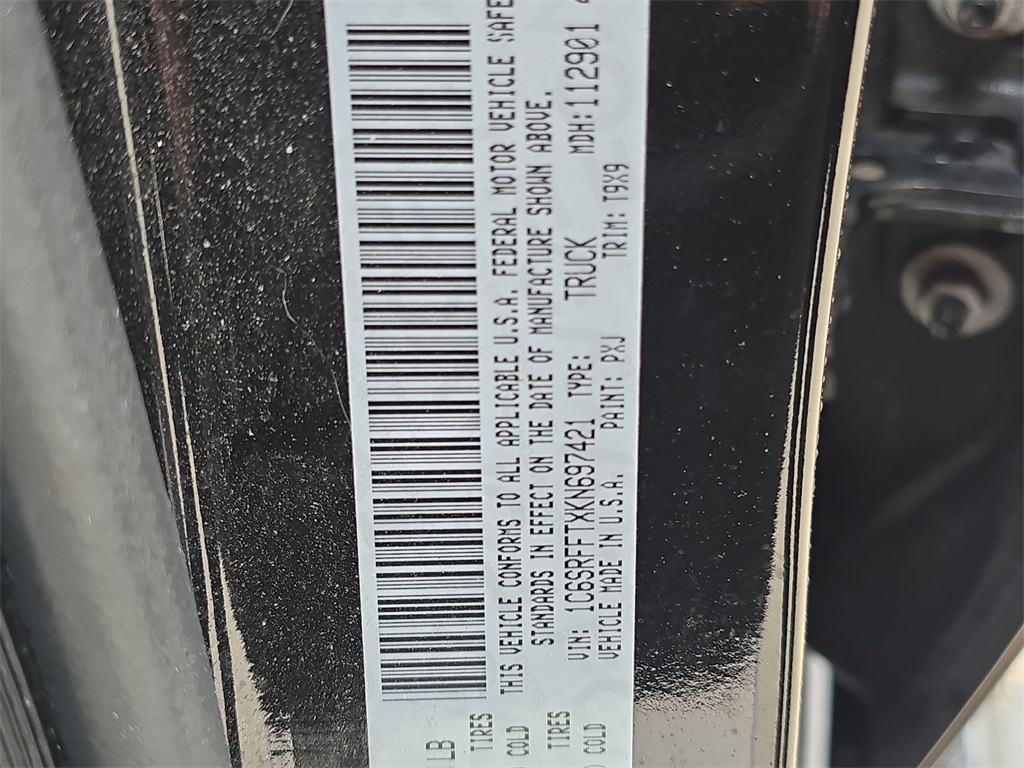 LB
TIRES
COLD
TIRES
COLD
THIS VEHICLE CONFORMS TO ALL APPLICABLE U.S.A. FEDERAL MOTOR VEHICLE SAFE
STANDARDS IN EFFECT ON THE DATE OF MANUFACTURE SHOWN ABOVE.
VIN: 1C6SRFFTXKN697421 TYPE: TRUCK MDH:112901
VEHICLE MADE IN U.S.A. PAINT: PXJ TRIM: T9X9